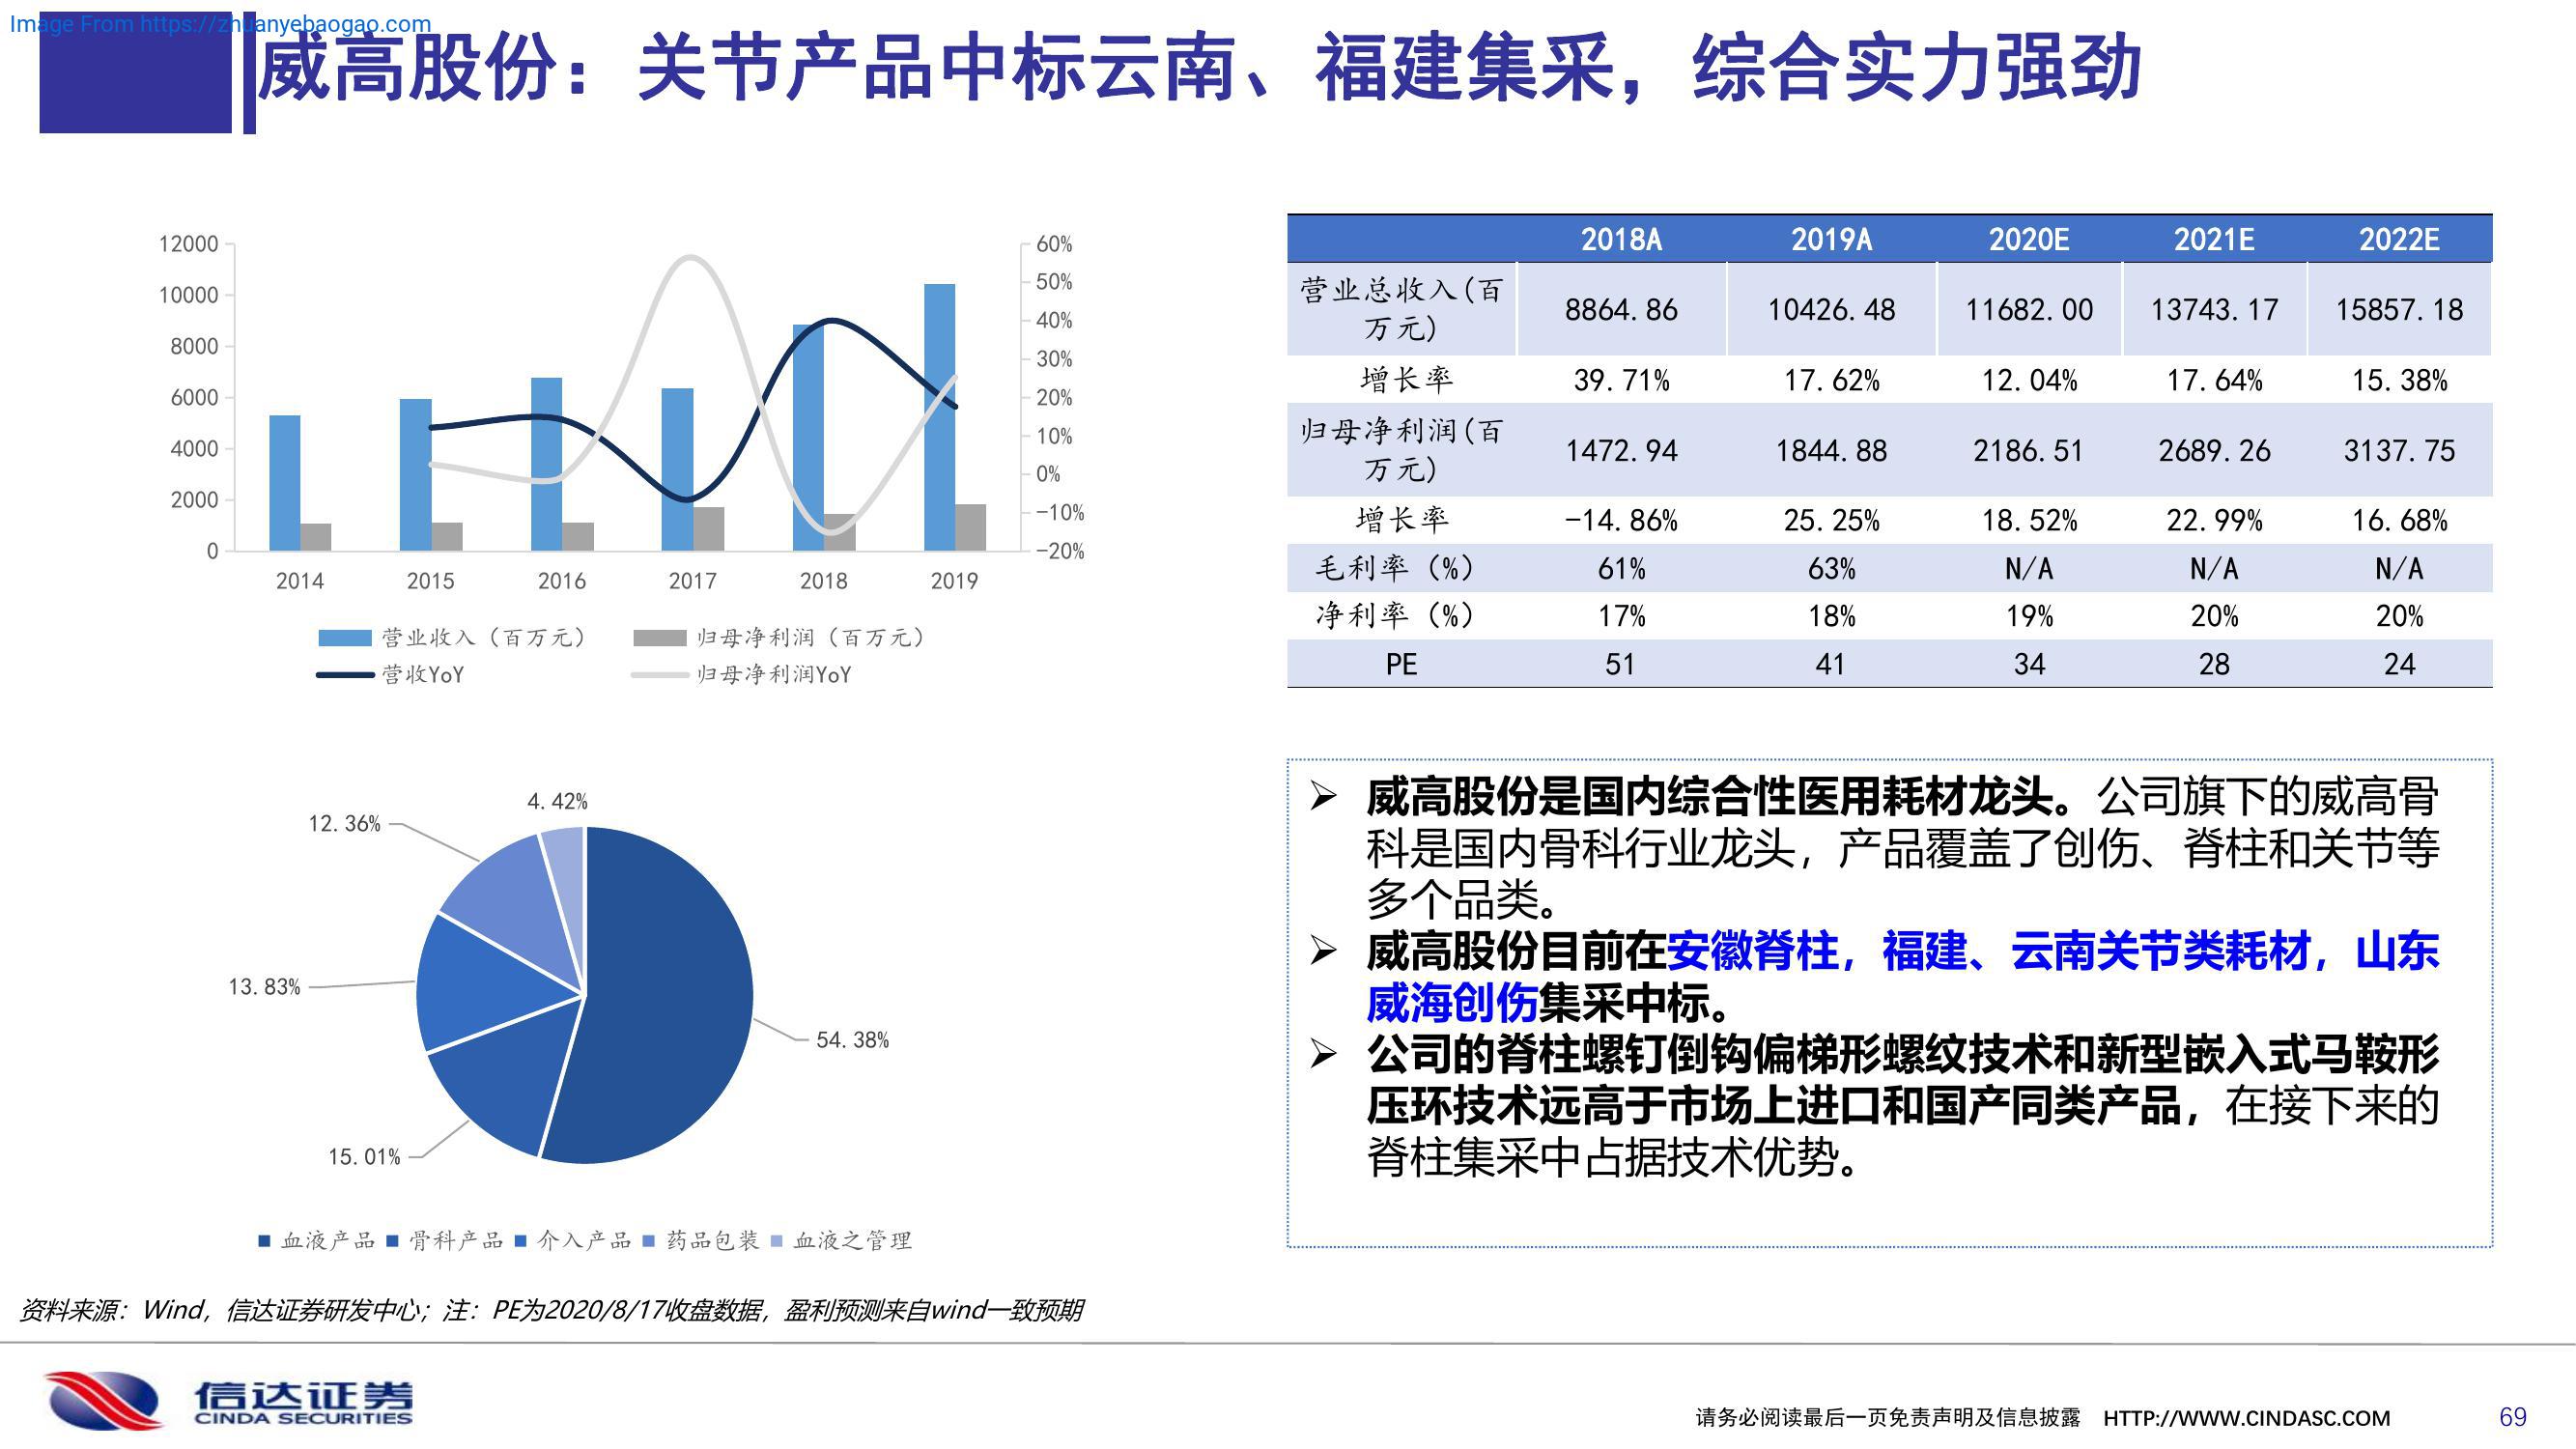 Image From https://zhuanyebaogao.com
威高股份：关节产品中标云南、福建集采，综合实力强劲
12000
10000
8000
6000
4000
2000
0
60%
50%
40%
30%
20%
10%
0%
-10%
-20%
2014 2015 2016 2017 2018 2019
营业收入（百万元） 归母净利润（百万元）
营收YoY 归母净利润YoY
2018A 2019A 2020E 2021E 2022E
营业总收入(百
万元) 8864.86 10426.48 11682.00 13743.17 15857.18
增长率 39.71% 17.62% 12.04% 17.64% 15.38%
归母净利润(百
万元) 1472.94 1844.88 2186.51 2689.26 3137.75
增长率 -14.86% 25.25% 18.52% 22.99% 16.68%
毛利率（%） 61% 63% N/A N/A N/A
净利率（%） 17% 18% 19% 20% 20%
PE 51 41 34 28 24
4.42%
12.36%
13.83%
54.38%
15.01%
血液产品 骨科产品 介入产品 药品包装 血液之管理
➢ 威高股份是国内综合性医用耗材龙头。公司旗下的威高骨
科是国内骨科行业龙头，产品覆盖了创伤、脊柱和关节等
多个品类。
➢ 威高股份目前在安徽脊柱，福建、云南关节类耗材，山东
威海创伤集采中标。
➢ 公司的脊柱螺钉倒钩偏梯形螺纹技术和新型嵌入式马鞍形
压环技术远高于市场上进口和国产同类产品，在接下来的
脊柱集采中占据技术优势。
资料来源：Wind，信达证券研发中心；注：PE为2020/8/17收盘数据，盈利预测来自wind一致预期
信达证券
CINDA SECURITIES
请务必阅读最后一页免责声明及信息披露 HTTP://WWW.CINDASC.COM 69